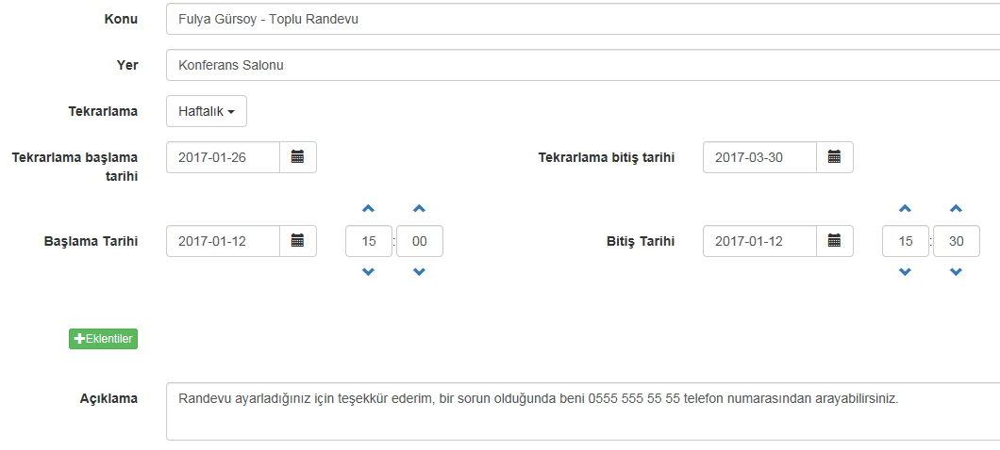 Konu Fulya Gürsoy - Toplu Randevu
Yer Konferans Salonu
Tekrarlama Haftalık
Tekrarlama başlama 2017-01-26 Tekrarlama bitiş tarihi 2017-03-30
tarihi
Başlama Tarihi 2017-01-12 15 : 00 Bitiş Tarihi 2017-01-12 15 : 30
Eklentiler
Açıklama Randevu ayarladığınız için teşekkür ederim, bir sorun olduğunda beni 0555 555 55 55 telefon numarasından arayabilirsiniz.